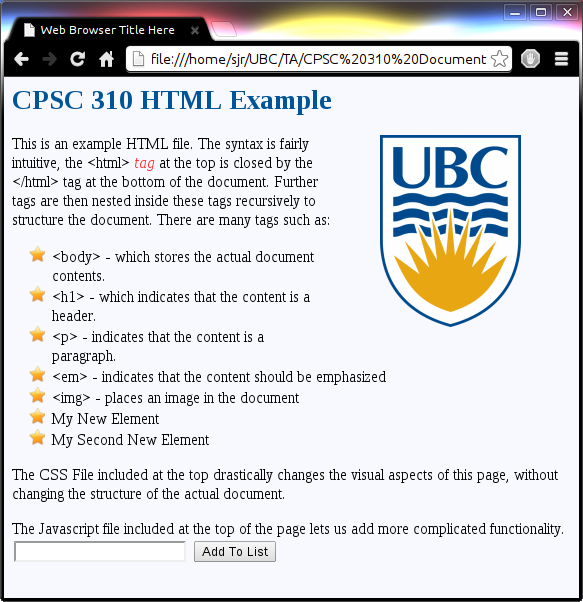 Web Browser Title Here
file:///home/sjr/UBC/TA/CPSC%20310%20Document
CPSC 310 HTML Example
This is an example HTML file. The syntax is fairly
intuitive, the <html> tag at the top is closed by the
</html> tag at the bottom of the document. Further
tags are then nested inside these tags recursively to
structure the document. There are many tags such as:
UBC
<body> - which stores the actual document
contents.
<h1> - which indicates that the content is a
header.
<p> - indicates that the content is a
paragraph.
<em> - indicates that the content should be emphasized
<img> - places an image in the document
My New Element
My Second New Element
The CSS File included at the top drastically changes the visual aspects of this page, without
changing the structure of the actual document.
The Javascript file included at the top of the page lets us add more complicated functionality.
Add To List